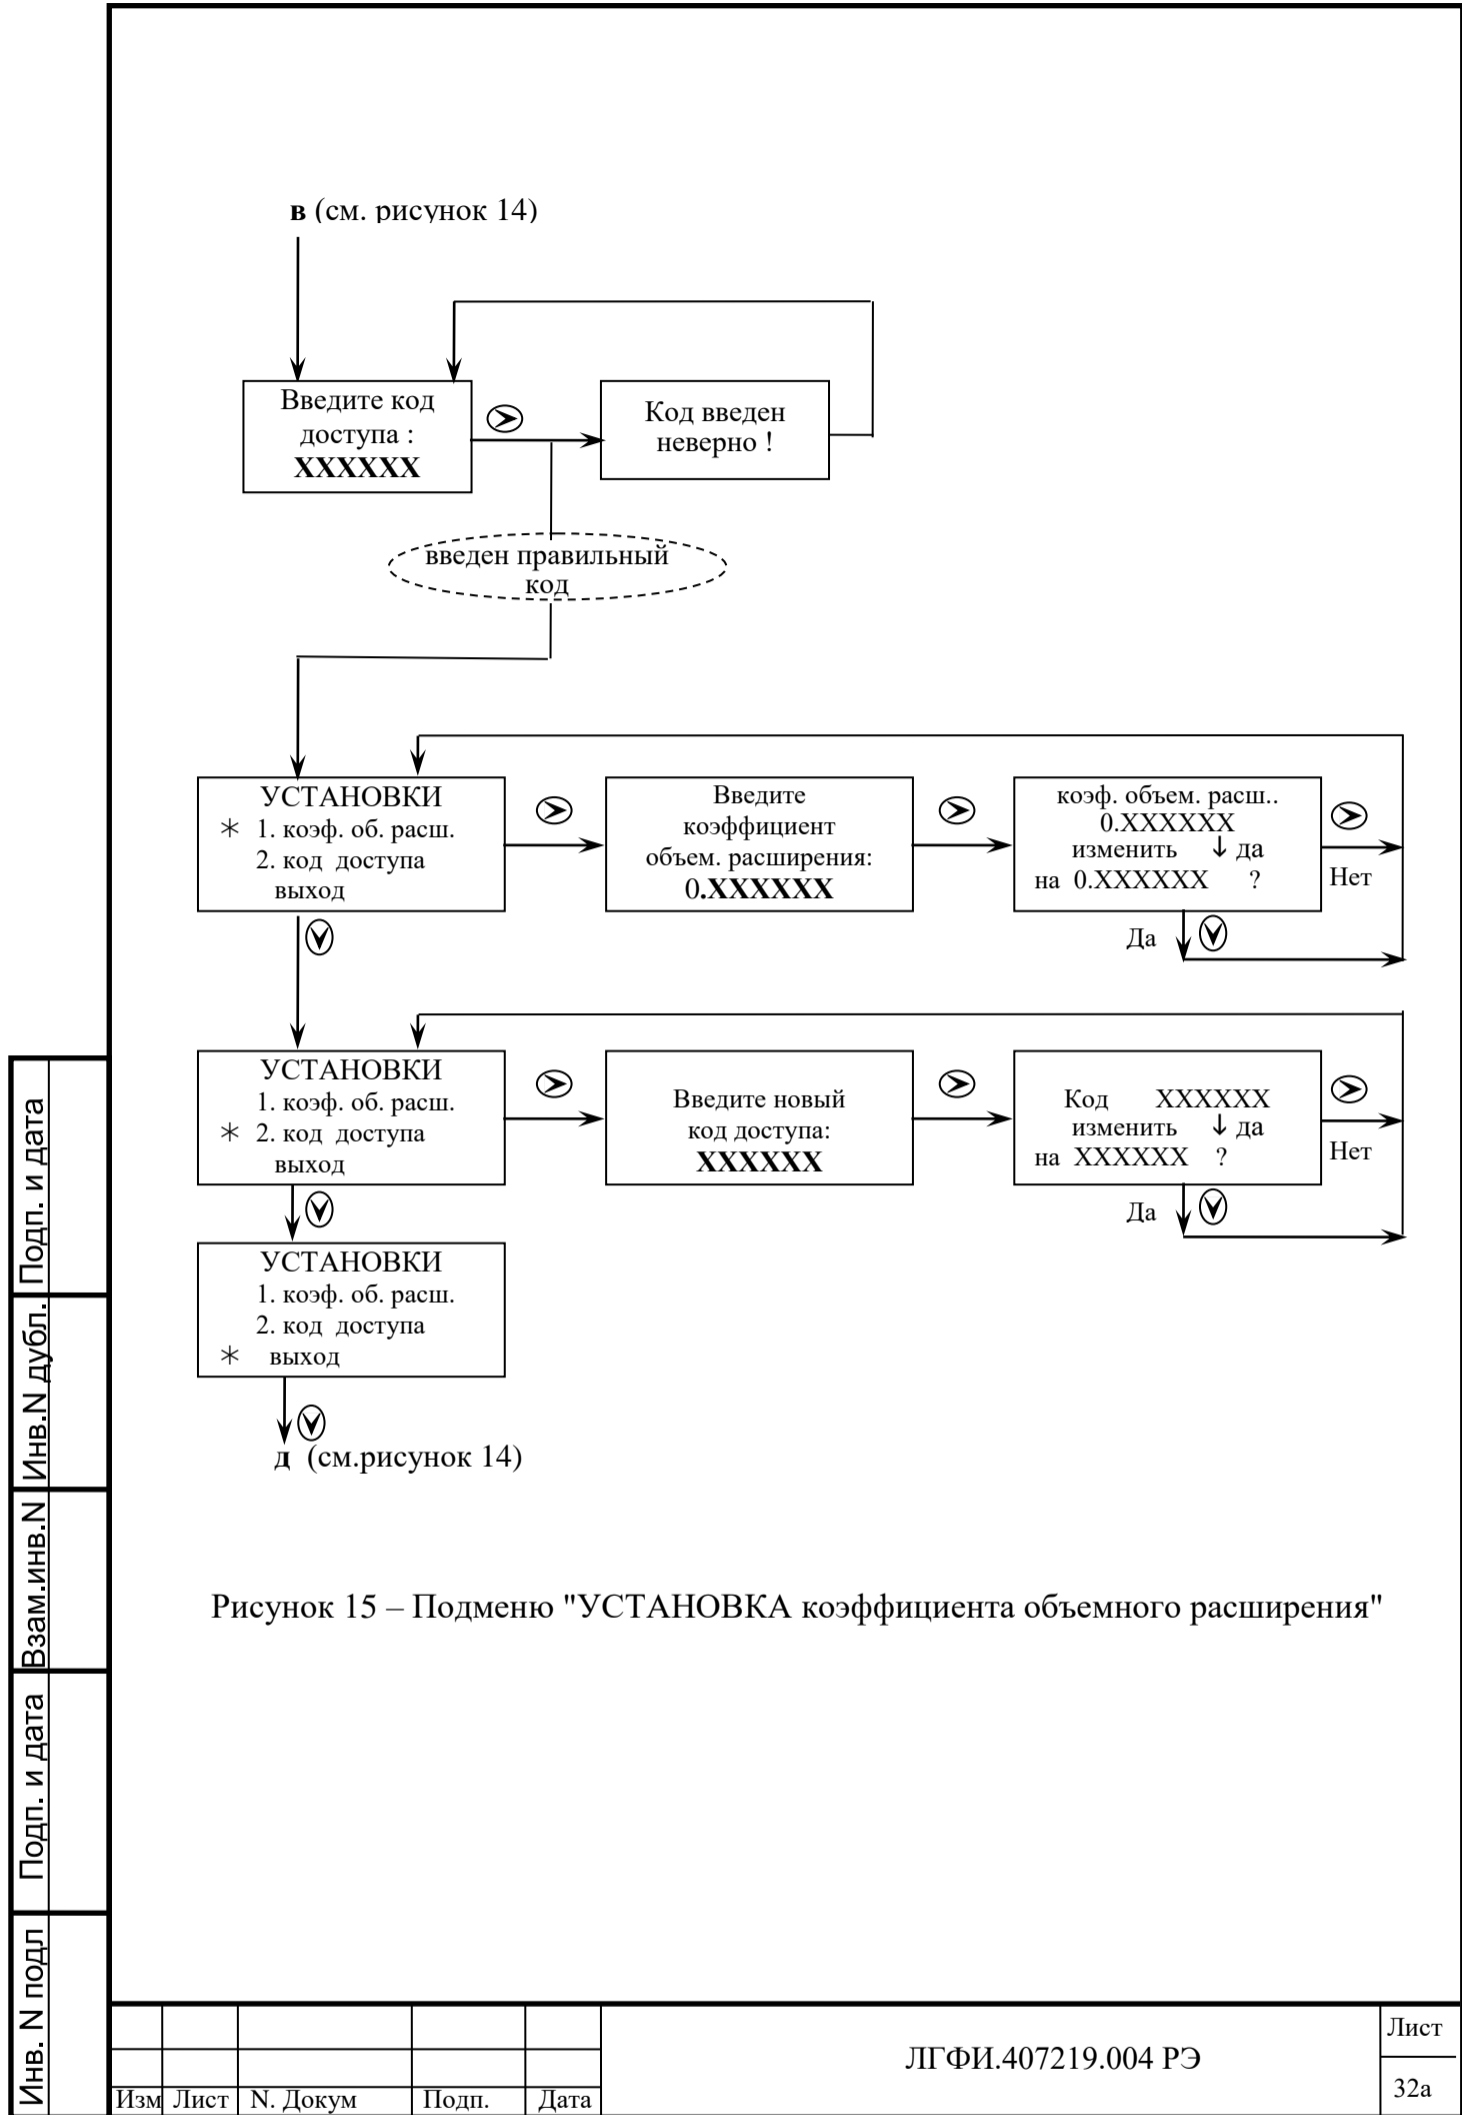 в (см. рисунок 14)
Введите код
доступа :
XXXXXX
Код введен
неверно !
введен правильный
код
УСТАНОВКИ
∗ 1. коэф. об. расш.
2. код доступа
выход
Введите
коэффициент
объем. расширения:
0.XXXXXX
коэф. объем. расш..
0.XXXXXX
изменить ↓ да
на 0.XXXXXX ?
Нет
Да
УСТАНОВКИ
1. коэф. об. расш.
∗ 2. код доступа
выход
Введите новый
код доступа:
XXXXXX
Код XXXXXX
изменить ↓ да
на XXXXXX ?
Нет
Да
УСТАНОВКИ
1. коэф. об. расш.
2. код доступа
∗ выход
д (см.рисунок 14)
Рисунок 15 – Подменю "УСТАНОВКА коэффициента объемного расширения"
Подп. и дата
Инв.N дубл.
Взам.инв.N
Подп. и дата
Инв. N подл
Изм Лист N. Докум Подп. Дата
ЛГФИ.407219.004 РЭ
Лист
32а